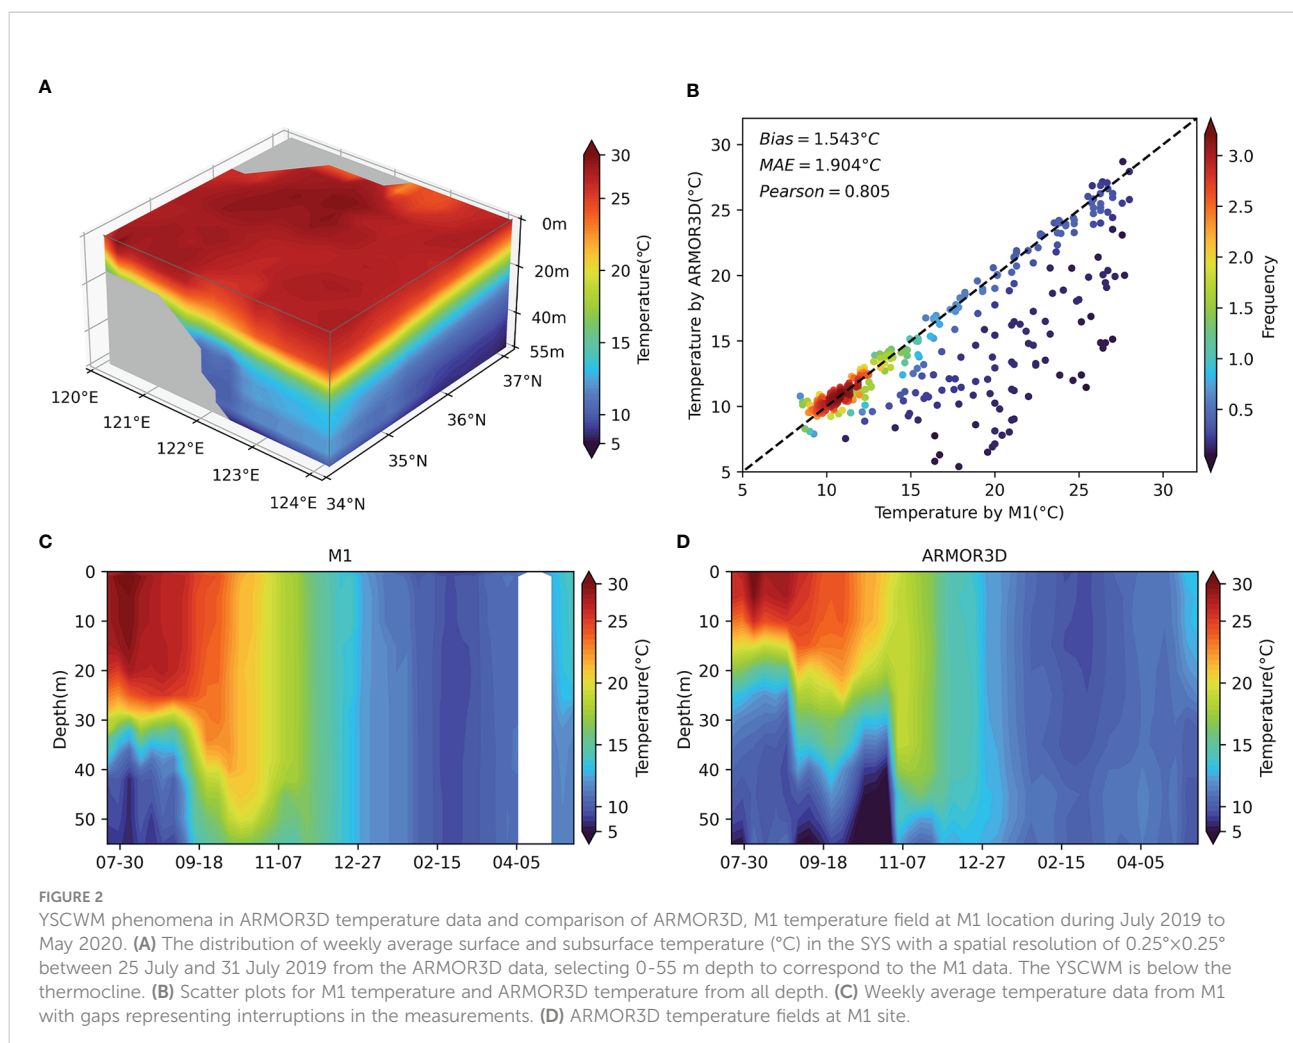 A
30
25
20
15
10
5
Temperature(°C)
0m
20m
40m
55m
37°N
36°N
35°N
34°N
120°E
121°E
122°E
123°E
124°E
B
Bias = 1.543°C
MAE = 1.904°C
Pearson = 0.805
30
25
20
15
10
5
Temperature by ARMOR3D(°C)
5 10 15 20 25 30
Temperature by M1(°C)
3.0
2.5
2.0
1.5
1.0
0.5
Frequency
C
M1
0
10
20
30
40
50
Depth(m)
07-30 09-18 11-07 12-27 02-15 04-05
30
25
20
15
10
5
Temperature(°C)
D
ARMOR3D
0
10
20
30
40
50
Depth(m)
07-30 09-18 11-07 12-27 02-15 04-05
30
25
20
15
10
5
Temperature(°C)
FIGURE 2
YSCWM phenomena in ARMOR3D temperature data and comparison of ARMOR3D, M1 temperature field at M1 location during July 2019 to
May 2020. (A) The distribution of weekly average surface and subsurface temperature (°C) in the SYS with a spatial resolution of 0.25°×0.25°
between 25 July and 31 July 2019 from the ARMOR3D data, selecting 0-55 m depth to correspond to the M1 data. The YSCWM is below the
thermocline. (B) Scatter plots for M1 temperature and ARMOR3D temperature from all depth. (C) Weekly average temperature data from M1
with gaps representing interruptions in the measurements. (D) ARMOR3D temperature fields at M1 site.